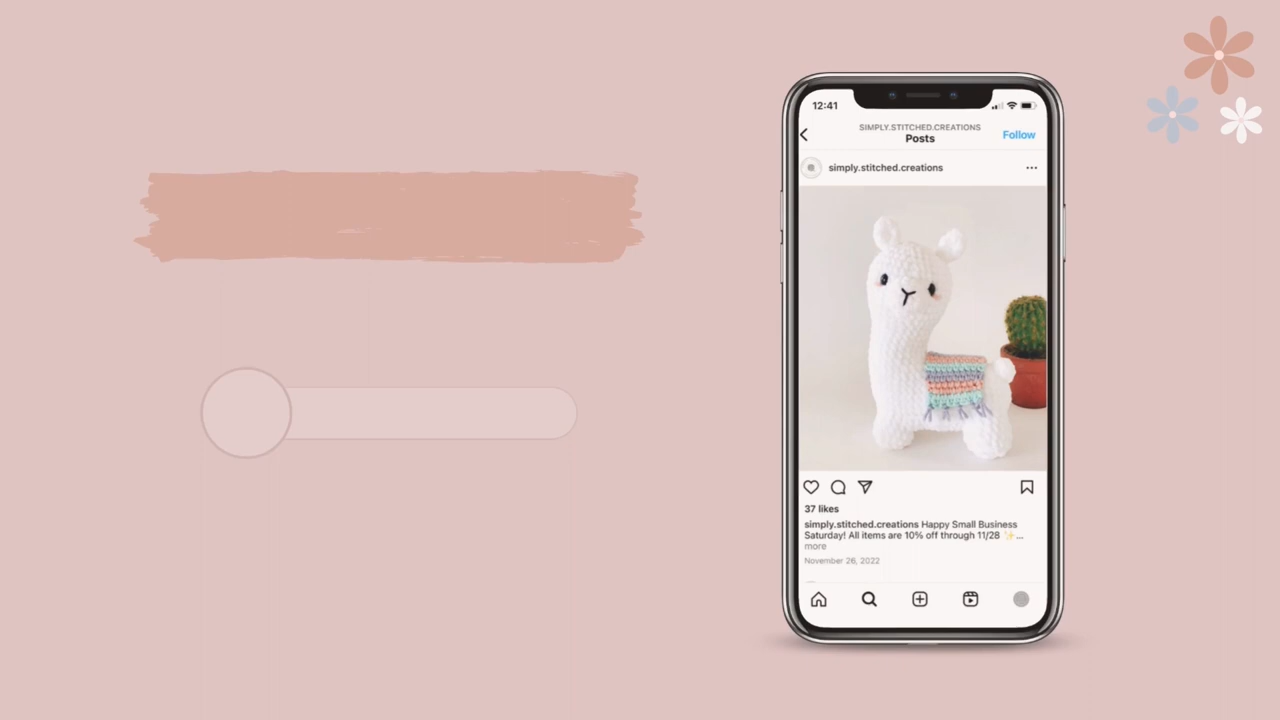 12:41
SIMPLY.STITCHED.CREATIONS
Posts
Follow
simply.stitched.creations
37 likes
simply.stitched.creations Happy Small Business
Saturday! All items are 10% off through 11/28 ✨...
more
November 26, 2022